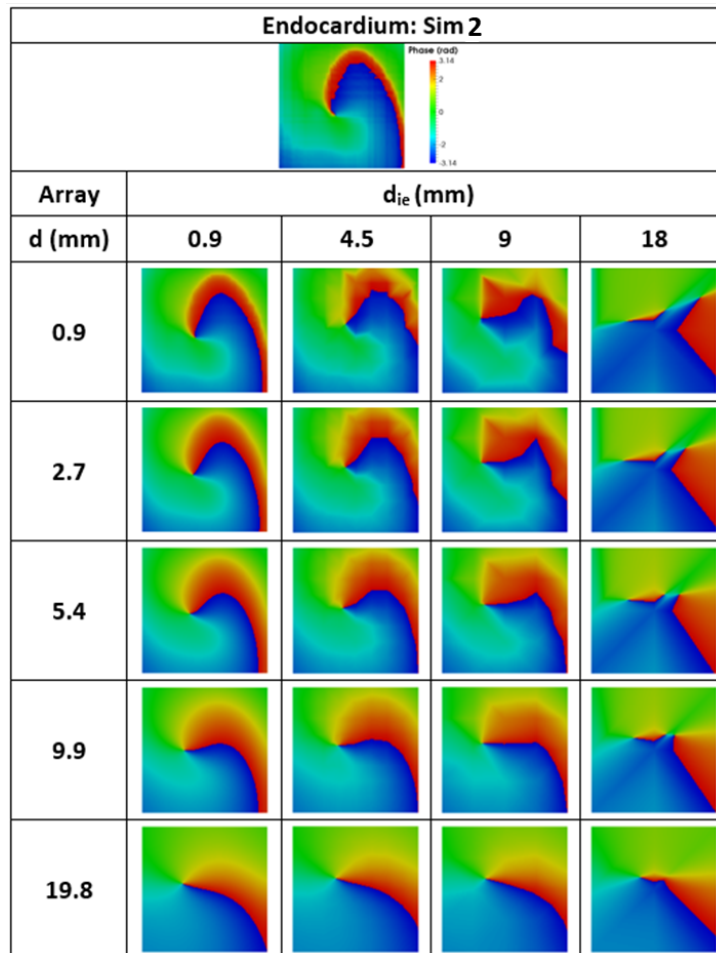 Endocardium: Sim 2
Phase (rad)
3.14
2
0
-2
-3.14
Array
d (mm)
die (mm)
0.9
4.5
9
18
0.9
2.7
5.4
9.9
19.8